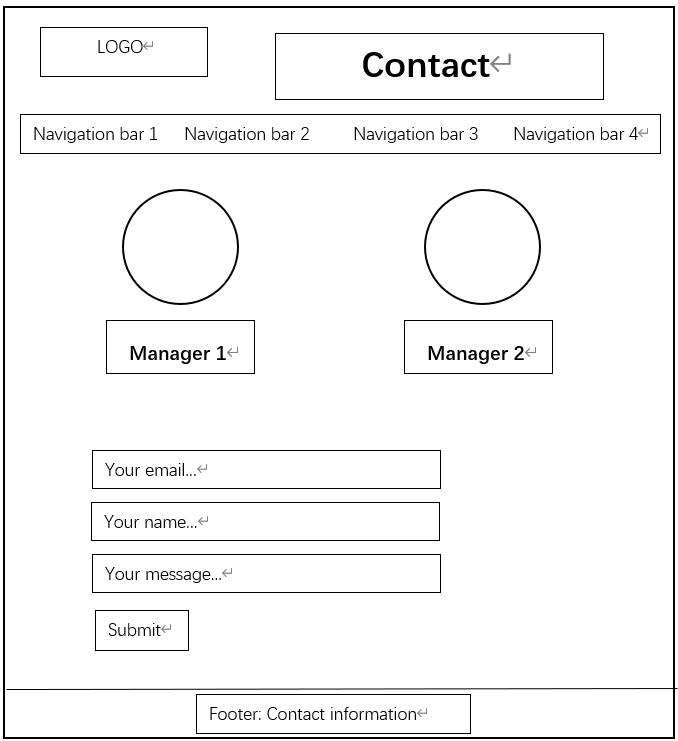 LOGO
Contact
Navigation bar 1 Navigation bar 2 Navigation bar 3 Navigation bar 4
Manager 1 Manager 2
Your email...
Your name...
Your message...
Submit
Footer: Contact information